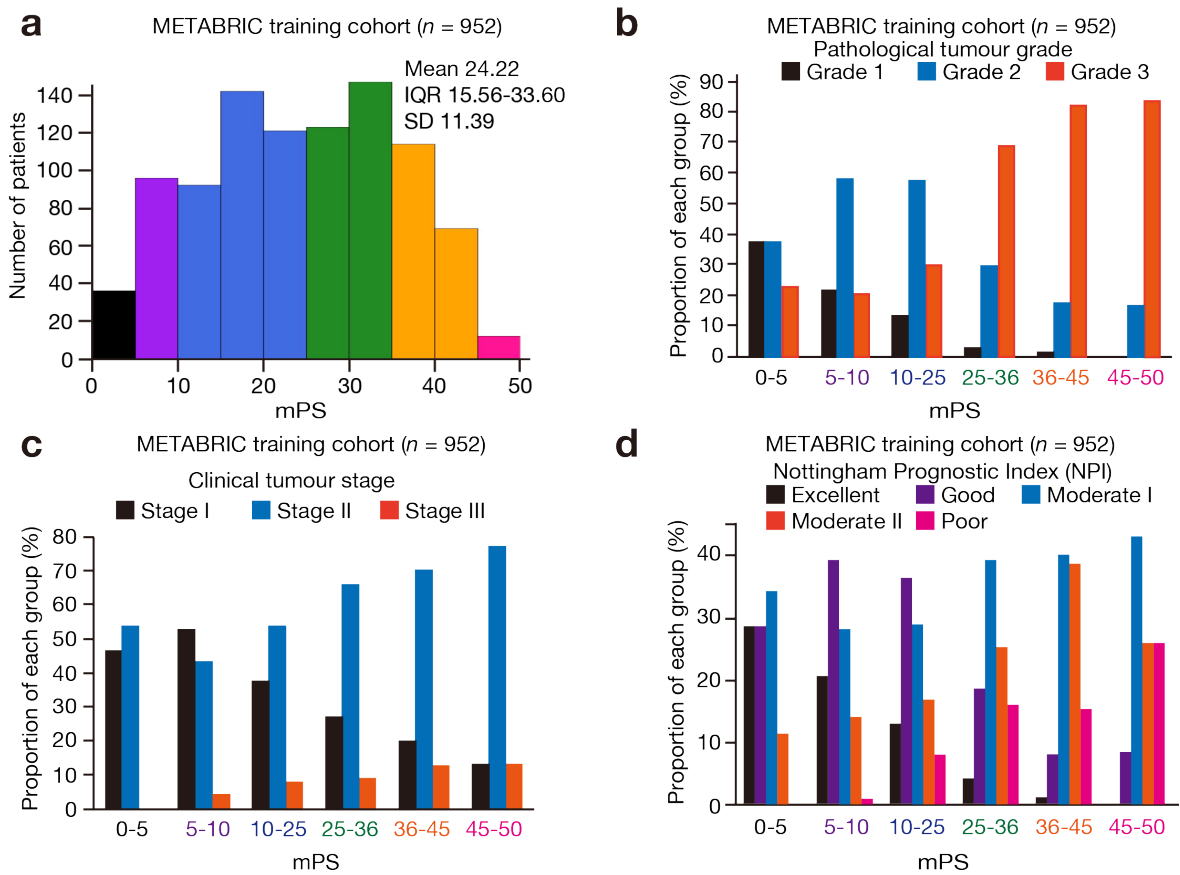 a
METABRIC training cohort (n = 952)
Mean 24.22
IQR 15.56-33.60
SD 11.39
Number of patients
140
120
100
80
60
40
20
0
0 10 20 30 40 50
mPS
b
METABRIC training cohort (n = 952)
Pathological tumour grade
Grade 1 Grade 2 Grade 3
Proportion of each group (%)
90
80
70
60
50
40
30
20
10
0
0-5 5-10 10-25 25-36 36-45 45-50
mPS
c
METABRIC training cohort (n = 952)
Clinical tumour stage
Stage I Stage II Stage III
Proportion of each group (%)
80
70
60
50
40
30
20
10
0
0-5 5-10 10-25 25-36 36-45 45-50
mPS
d
METABRIC training cohort (n = 952)
Nottingham Prognostic Index (NPI)
Excellent Good Moderate I
Moderate II Poor
Proportion of each group (%)
40
30
20
10
0
0-5 5-10 10-25 25-36 36-45 45-50
mPS